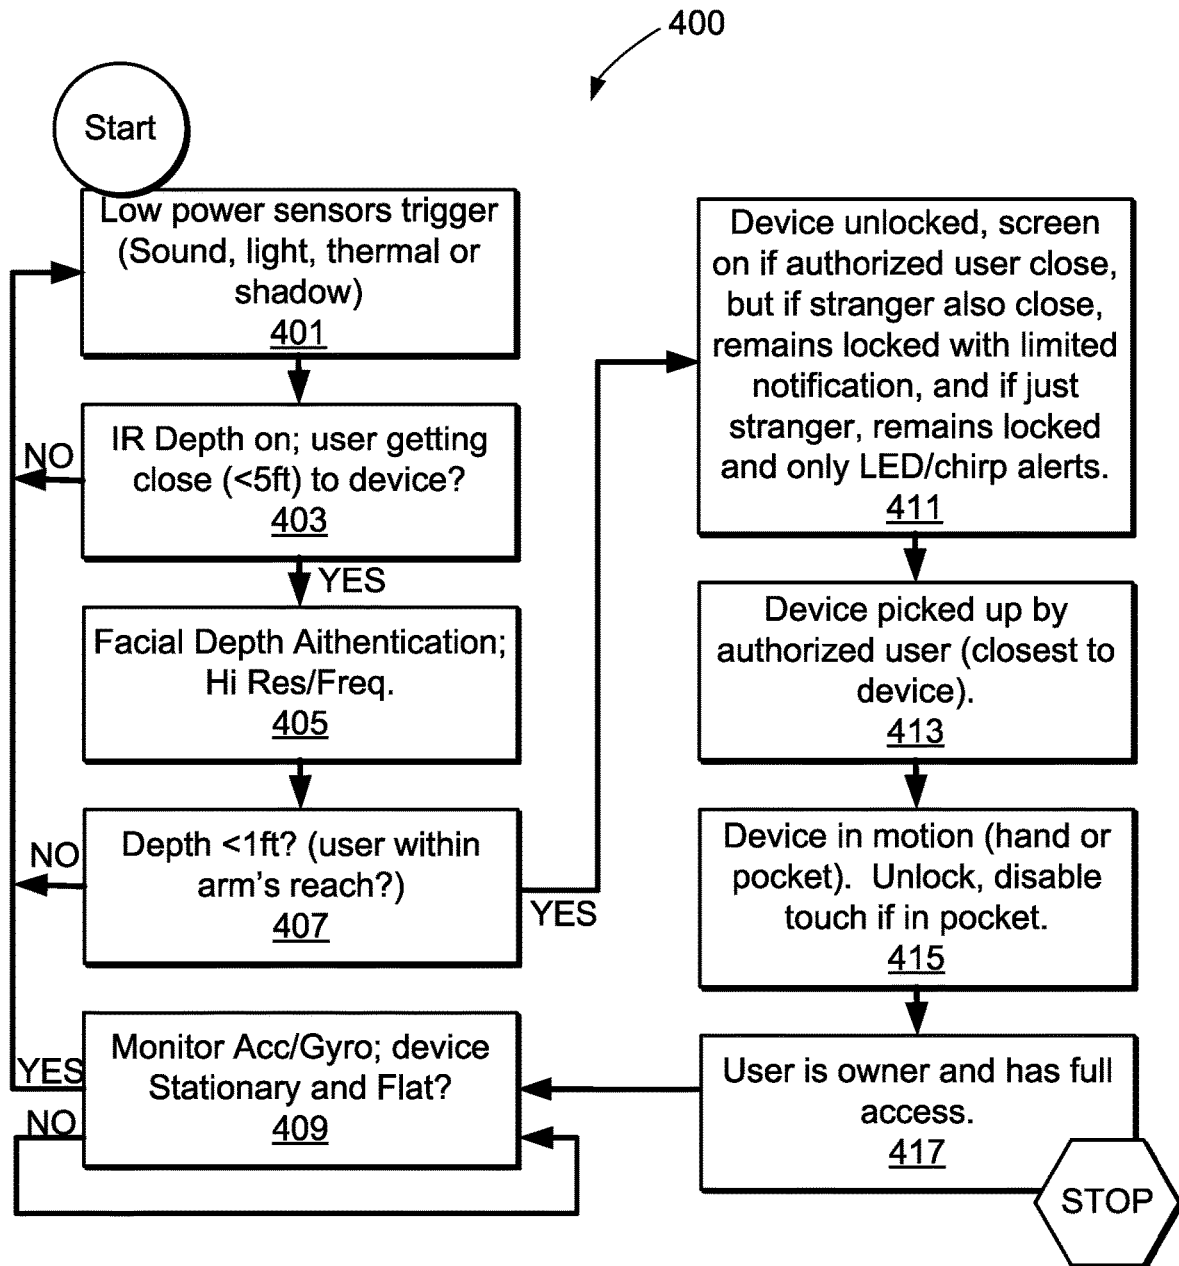 400
Start
Low power sensors trigger
(Sound, light, thermal or
shadow)
401
NO
IR Depth on; user getting
close (<5ft) to device?
403
YES
Facial Depth Aithentication;
Hi Res/Freq.
405
NO
Depth <1ft? (user within
arm's reach?)
407
YES
YES
NO
Monitor Acc/Gyro; device
Stationary and Flat?
409
Device unlocked, screen
on if authorized user close,
but if stranger also close,
remains locked with limited
notification, and if just
stranger, remains locked
and only LED/chirp alerts.
411
Device picked up by
authorized user (closest to
device).
413
Device in motion (hand or
pocket).  Unlock, disable
touch if in pocket.
415
User is owner and has full
access.
417
STOP